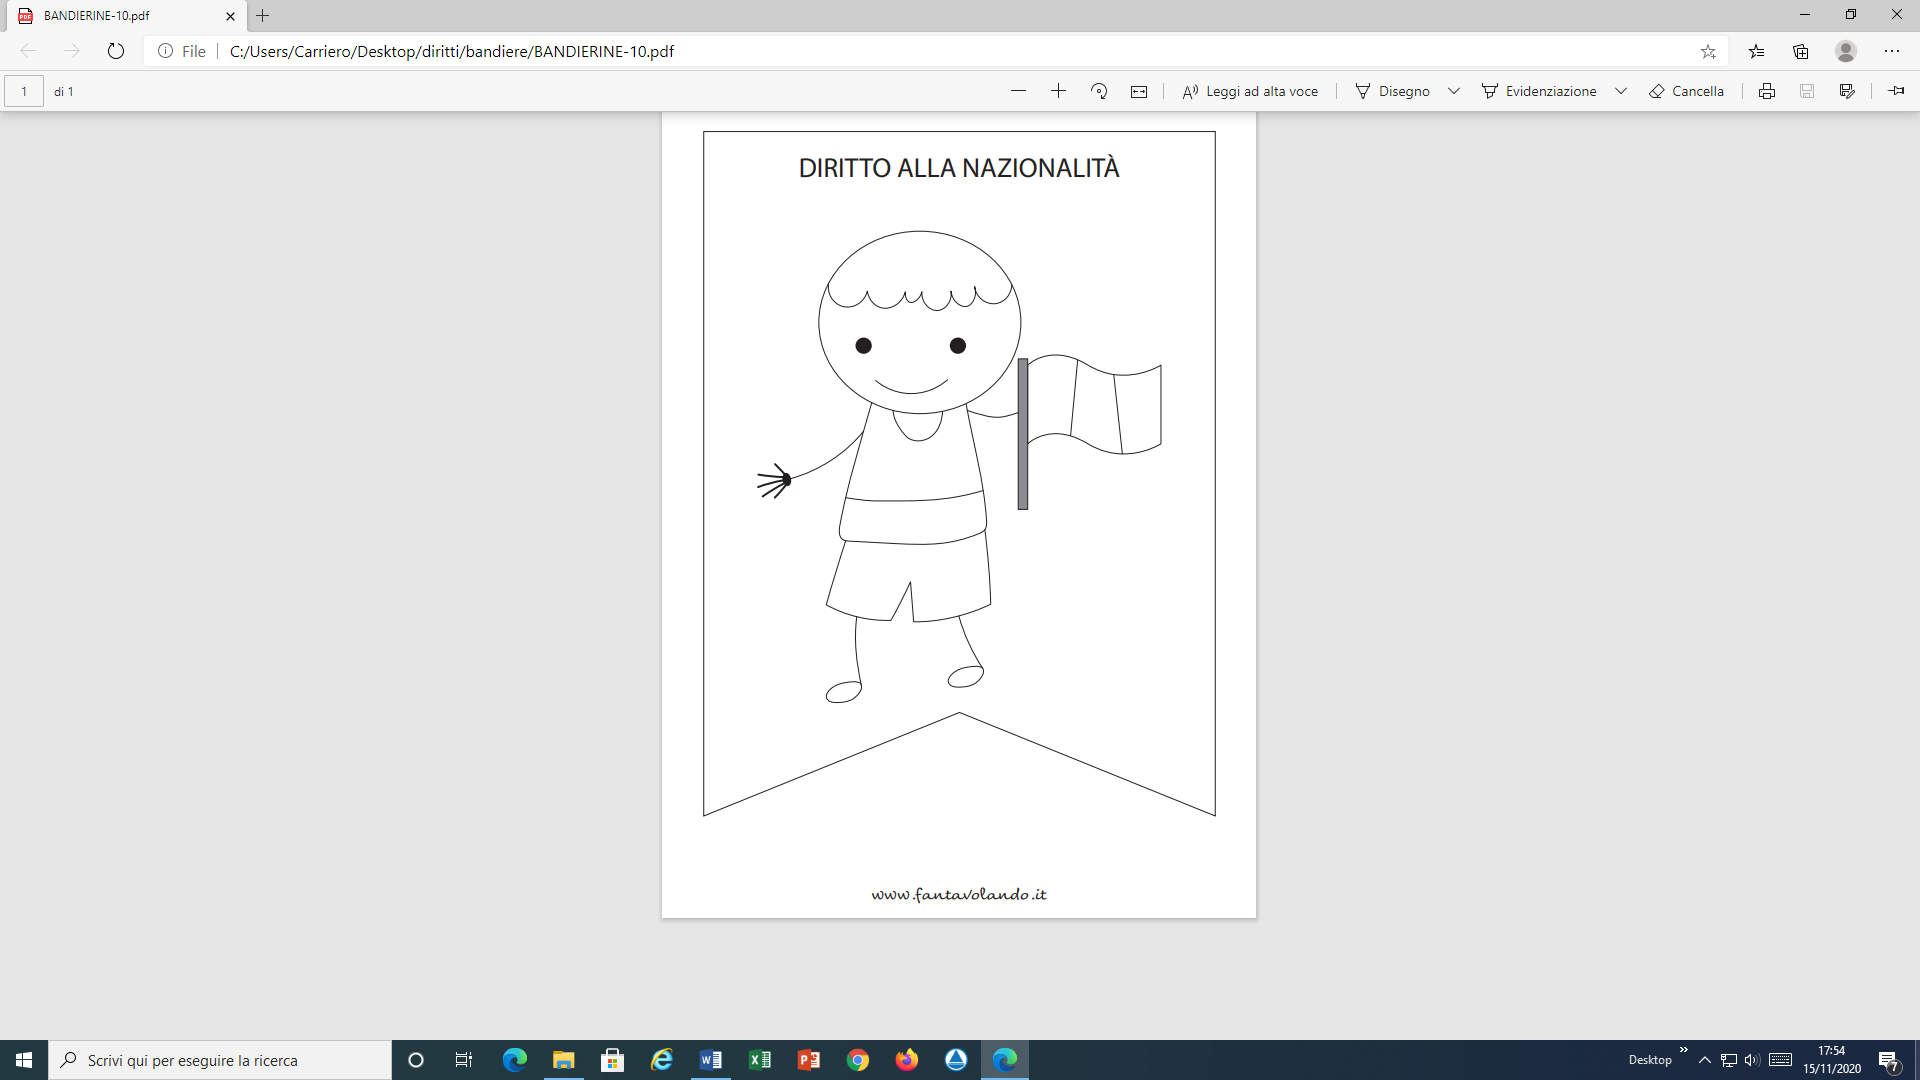 BANDIERINE-10.pdf
File
C:/Users/Carriero/Desktop/diritti/bandiere/BANDIERINE-10.pdf
1
di 1
Leggi ad alta voce
Disegno
Evidenziazione
Cancella
DIRITTO ALLA NAZIONALITÀ
www.fantavolando.it
Scrivi qui per eseguire la ricerca
Desktop
17:54
15/11/2020
7